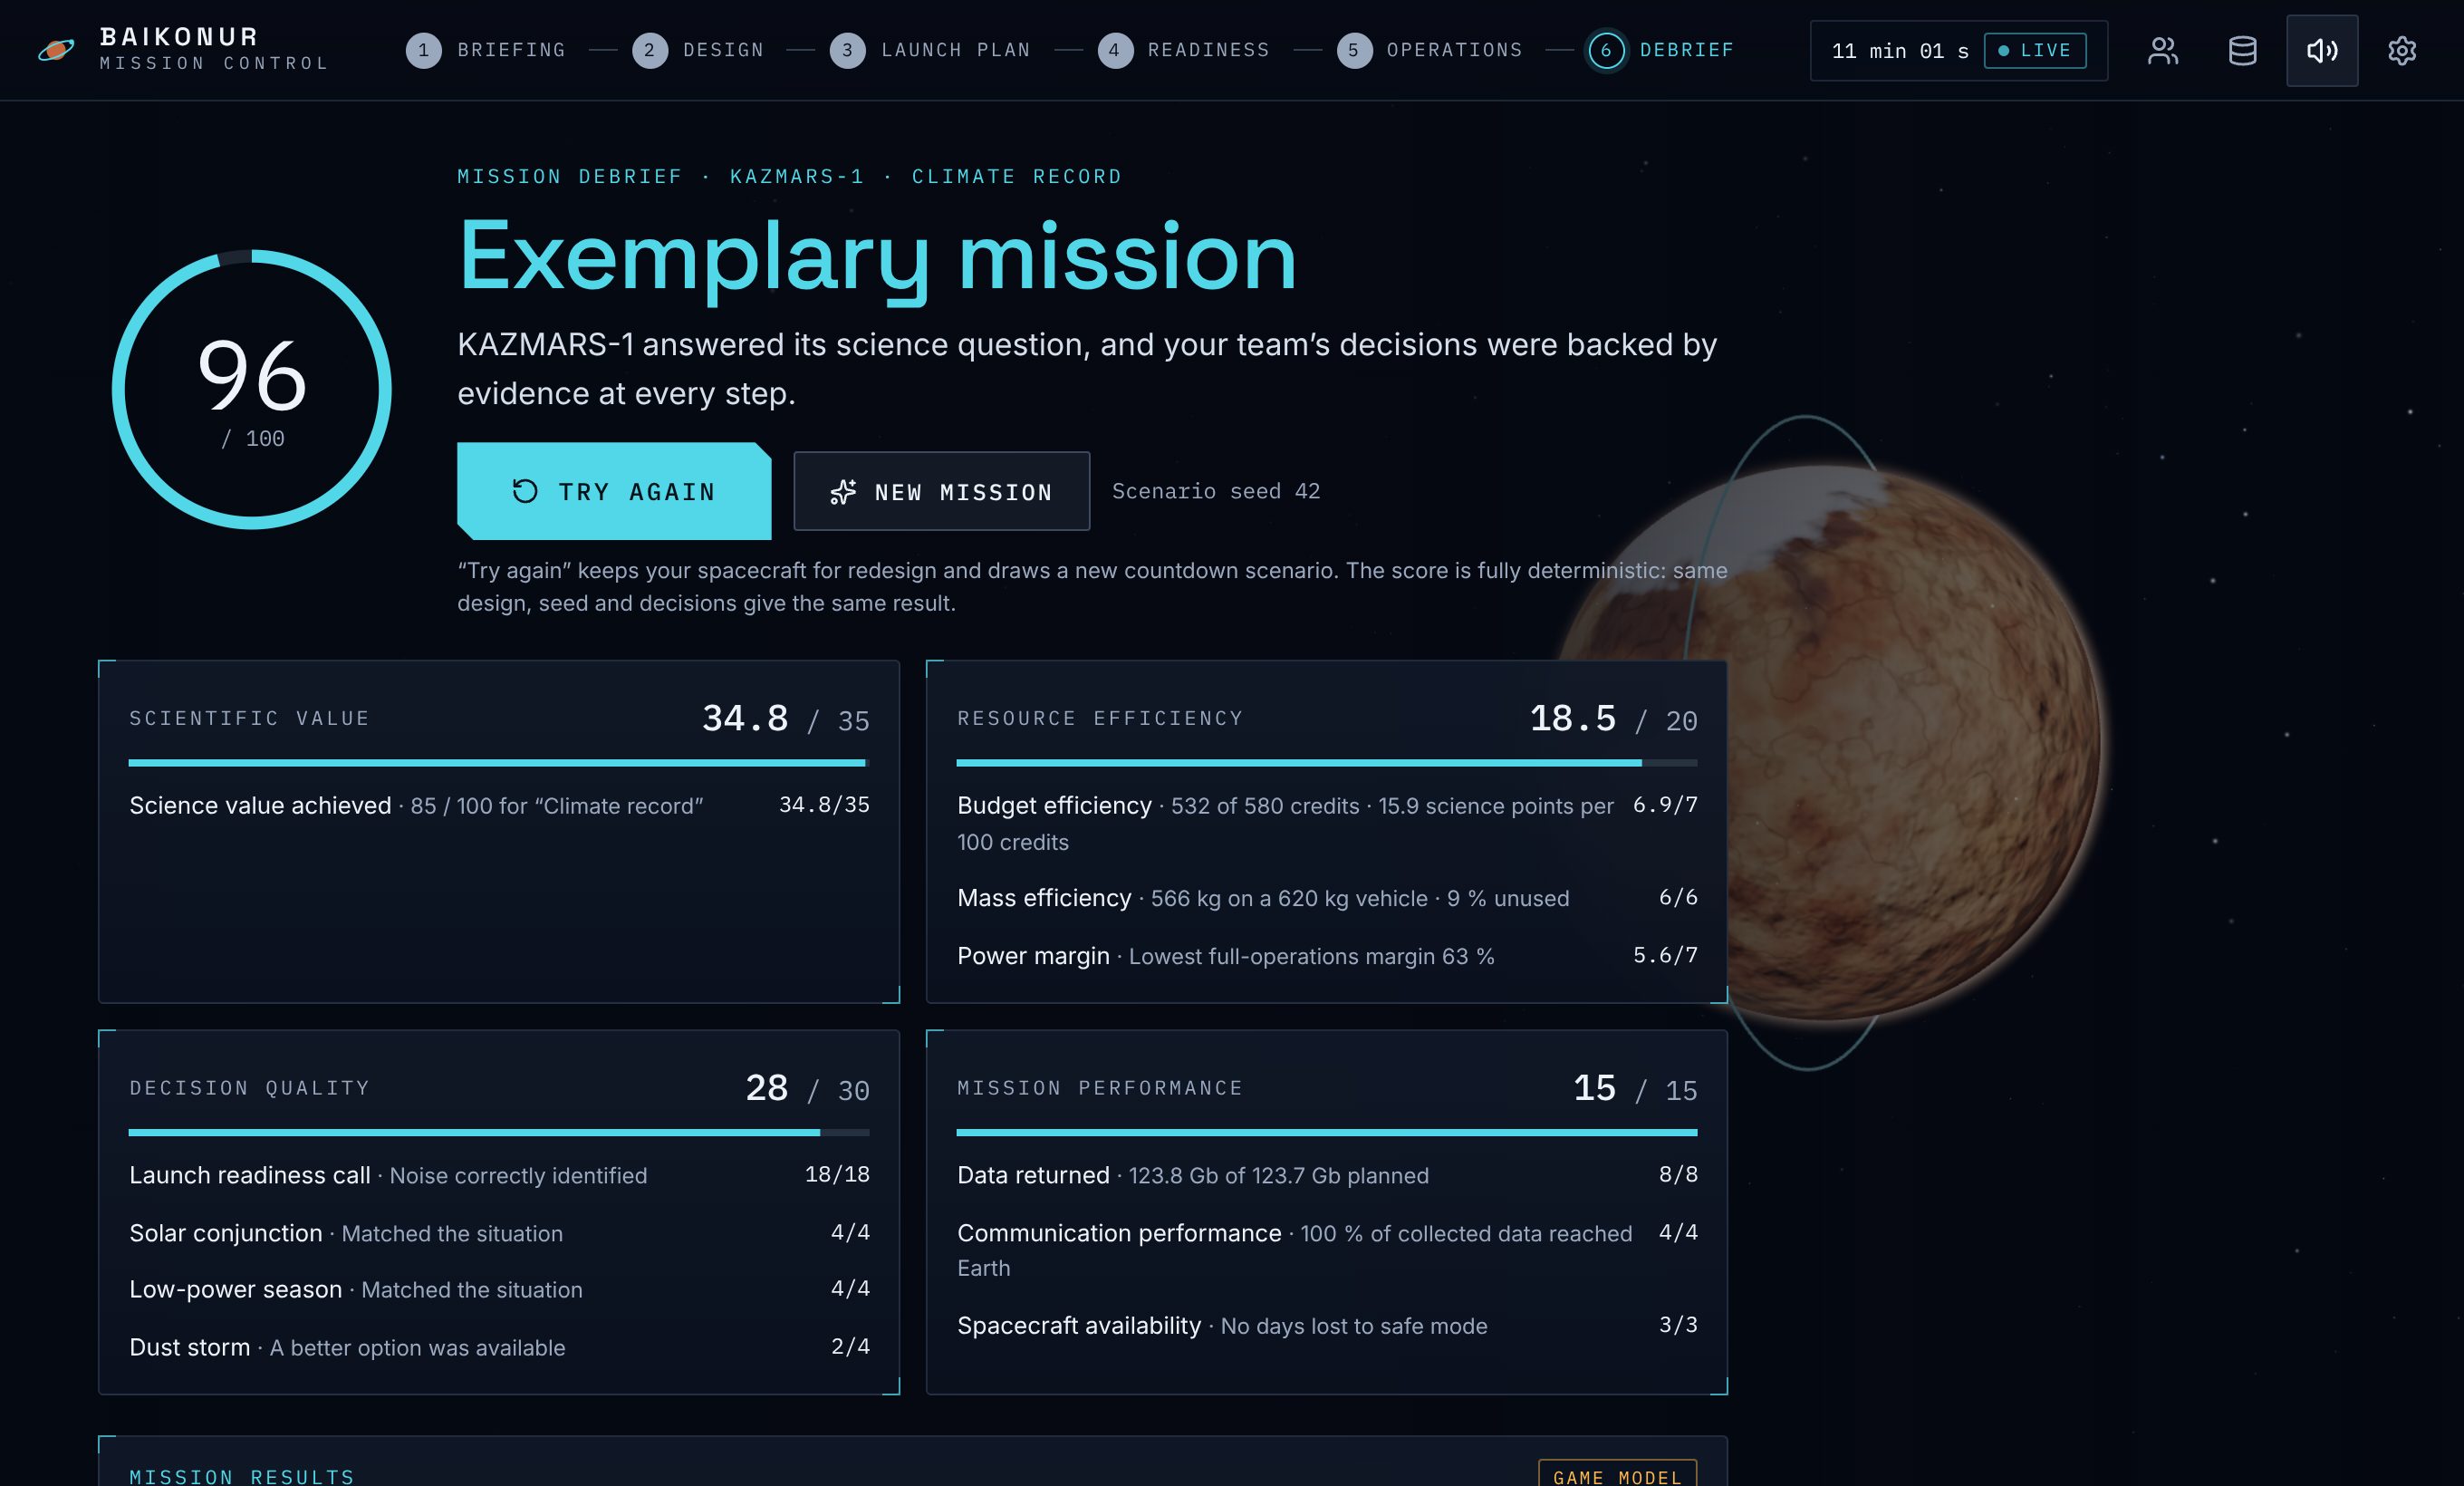 BAIKONUR
MISSION CONTROL
1 BRIEFING
2 DESIGN
3 LAUNCH PLAN
4 READINESS
5 OPERATIONS
6 DEBRIEF
11 min 01 s
LIVE
MISSION DEBRIEF · KAZMARS-1 · CLIMATE RECORD
Exemplary mission
96
/ 100
KAZMARS-1 answered its science question, and your team’s decisions were backed by
evidence at every step.
TRY AGAIN
NEW MISSION
Scenario seed 42
“Try again” keeps your spacecraft for redesign and draws a new countdown scenario. The score is fully deterministic: same
design, seed and decisions give the same result.
SCIENTIFIC VALUE 34.8 / 35
Science value achieved · 85 / 100 for “Climate record” 34.8/35
RESOURCE EFFICIENCY 18.5 / 20
Budget efficiency · 532 of 580 credits · 15.9 science points per 6.9/7
100 credits
Mass efficiency · 566 kg on a 620 kg vehicle · 9 % unused 6/6
Power margin · Lowest full-operations margin 63 % 5.6/7
DECISION QUALITY 28 / 30
Launch readiness call · Noise correctly identified 18/18
Solar conjunction · Matched the situation 4/4
Low-power season · Matched the situation 4/4
Dust storm · A better option was available 2/4
MISSION PERFORMANCE 15 / 15
Data returned · 123.8 Gb of 123.7 Gb planned 8/8
Communication performance · 100 % of collected data reached 4/4
Earth
Spacecraft availability · No days lost to safe mode 3/3
MISSION RESULTS
GAME MODEL